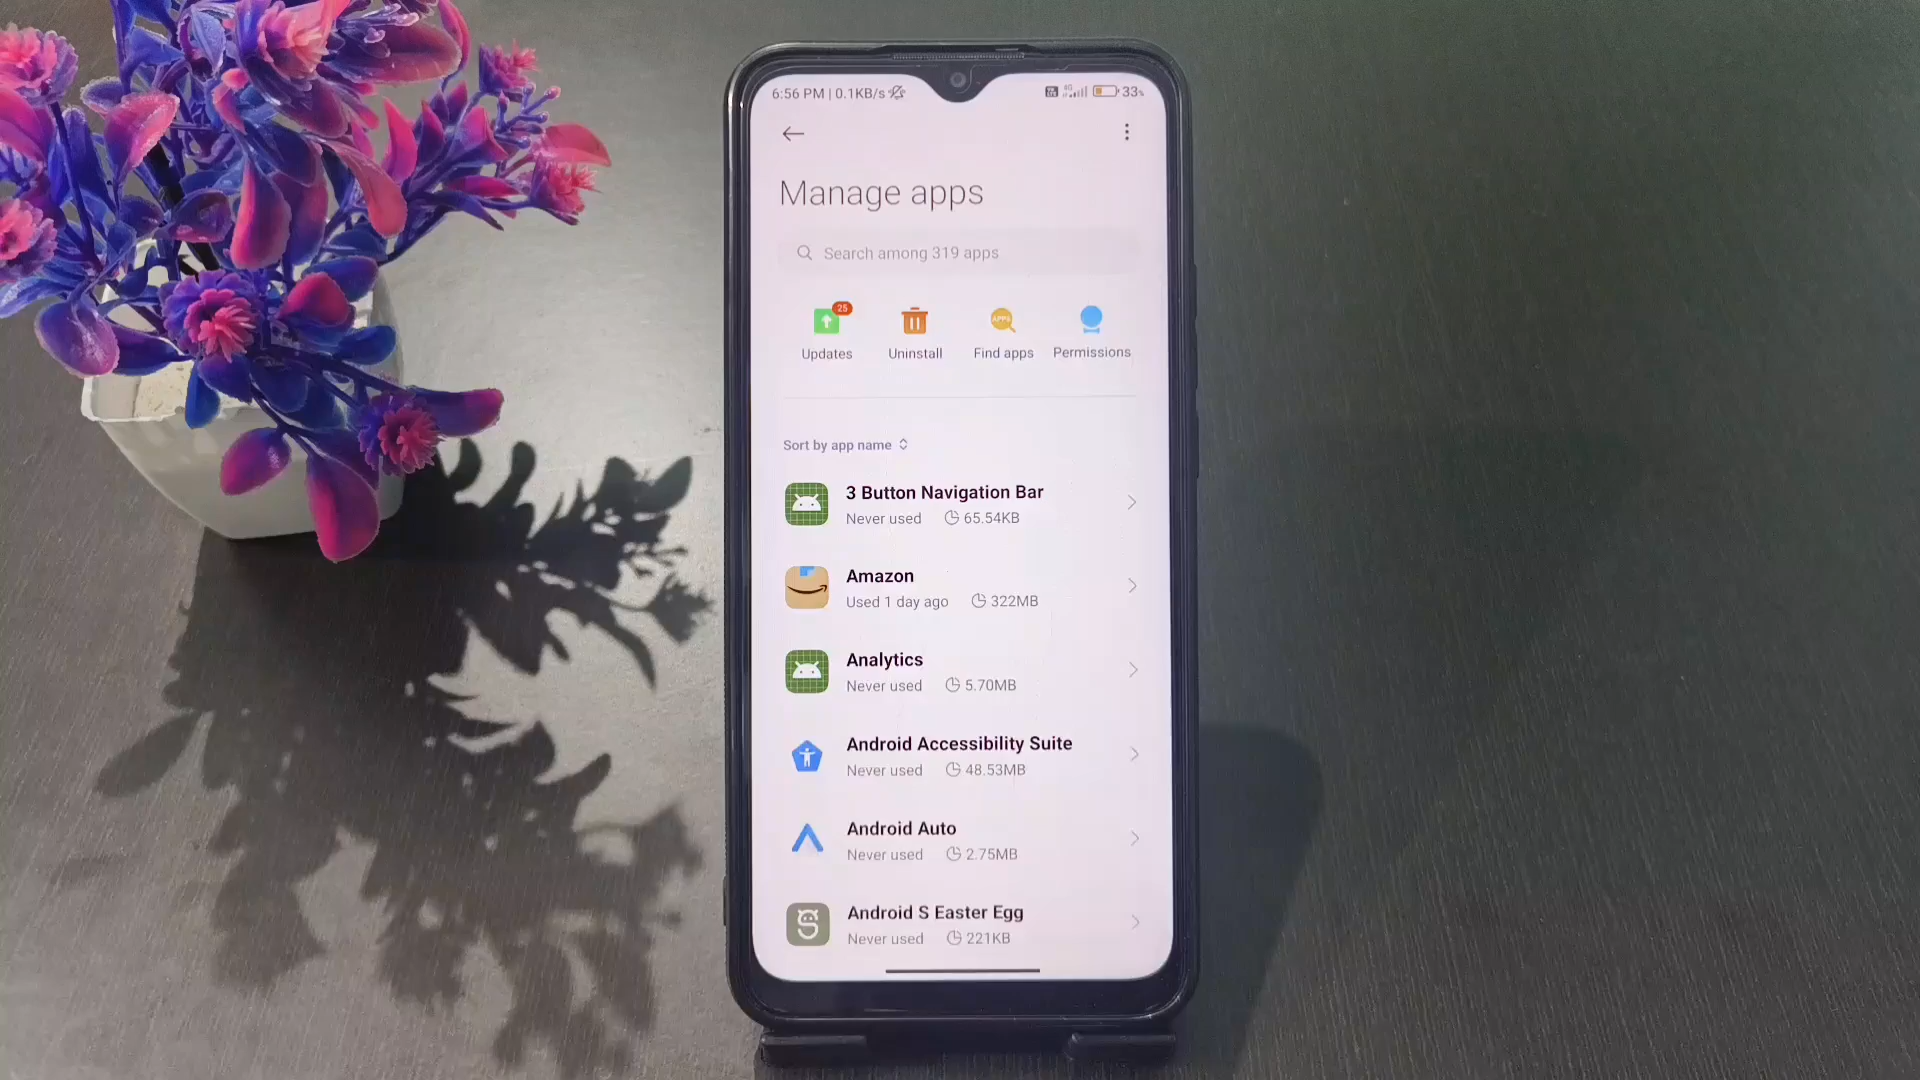 6:56 PM | 0.1KB/s
33%
Manage apps
Search among 319 apps
25
APPS
Updates
Uninstall
Find apps
Permissions
Sort by app name
3 Button Navigation Bar
Never used 65.54KB
Amazon
Used 1 day ago 322MB
Analytics
Never used 5.70MB
Android Accessibility Suite
Never used 48.53MB
Android Auto
Never used 2.75MB
Android S Easter Egg
Never used 221KB